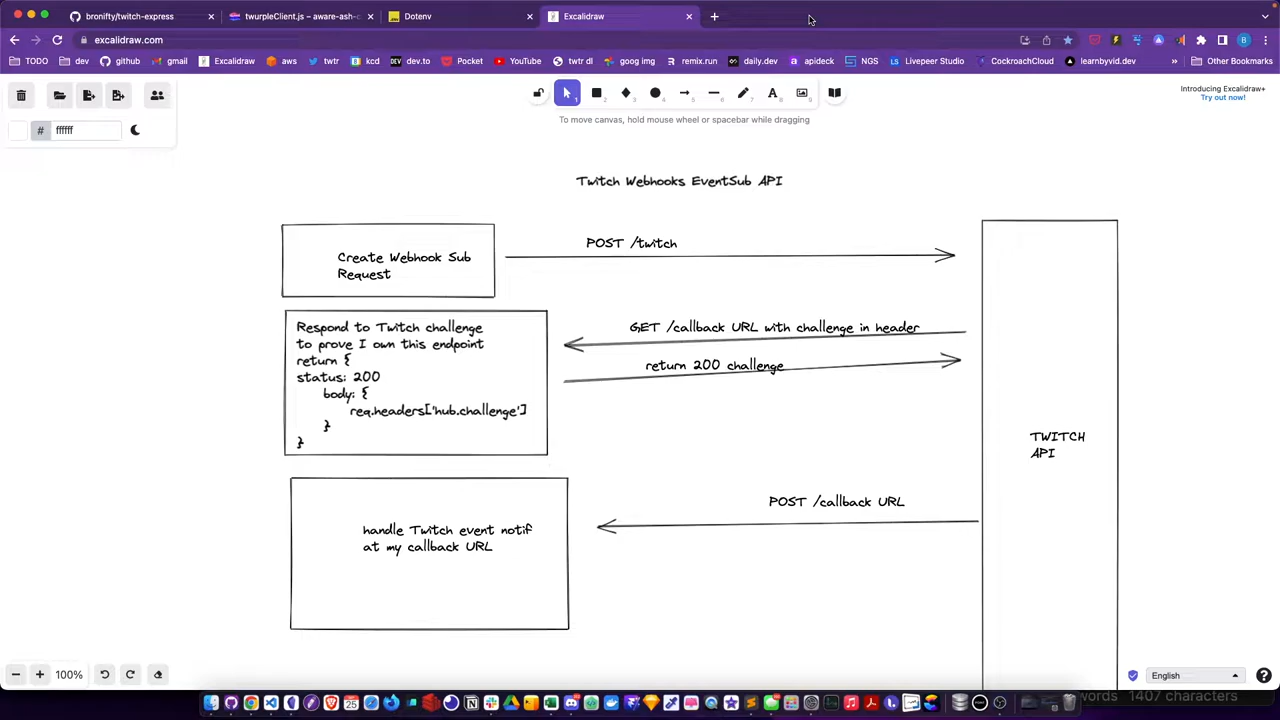 bronifty/twitch-express
twurpleClient.js – aware-ash-c
Dotenv
Excalidraw
excalidraw.com
TODO
dev
github
gmail
Excalidraw
aws
twtr
kcd
dev.to
Pocket
YouTube
twtr dl
goog img
remix.run
daily.dev
apideck
NGS
Livepeer Studio
CockroachCloud
learnbyvid.dev
Other Bookmarks
# ffffff
To move canvas, hold mouse wheel or spacebar while dragging
Introducing Excalidraw+
Try out now!
Twitch Webhooks EventSub API
Create Webhook Sub
Request
POST /twitch
Respond to Twitch challenge
to prove I own this endpoint
return {
status: 200
body: {
req.headers['hub.challenge']
}
}
GET /callback URL with challenge in header
return 200 challenge
TWITCH
API
POST /callback URL
handle Twitch event notif
at my callback URL
100%
English
words 1407 characters